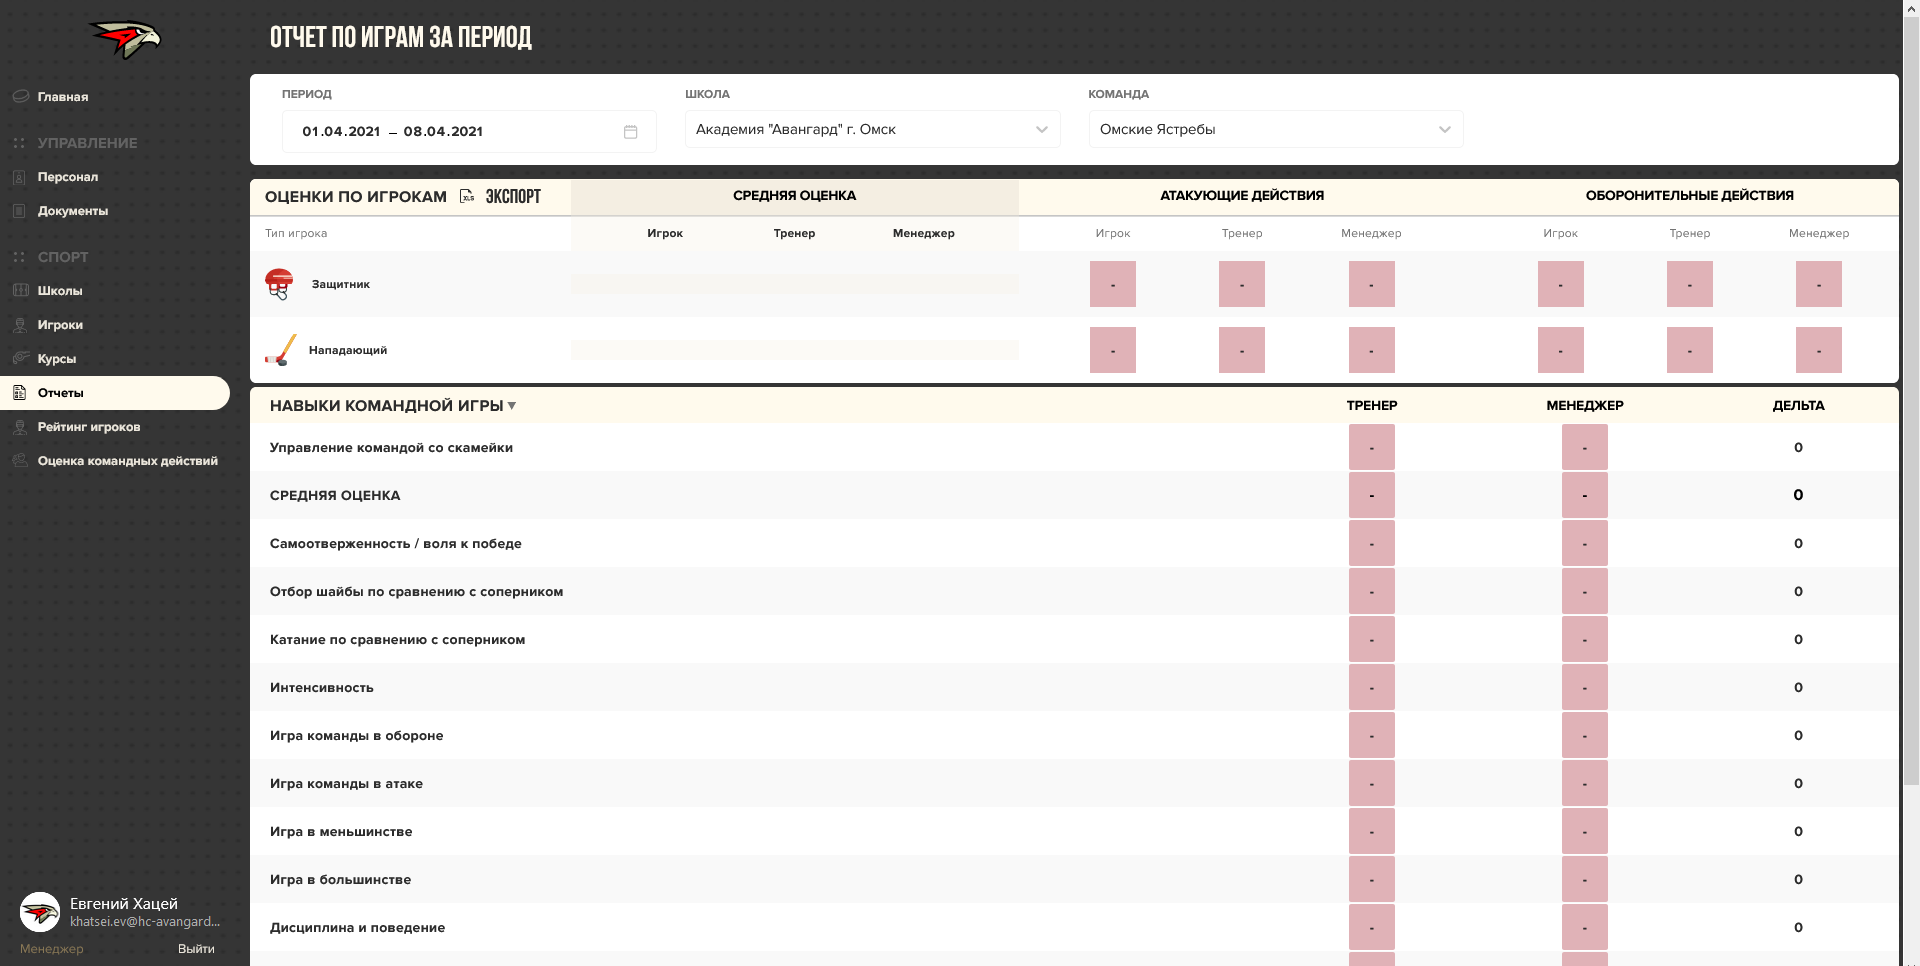 ОТЧЕТ ПО ИГРАМ ЗА ПЕРИОД
Главная
УПРАВЛЕНИЕ
Персонал
Документы
СПОРТ
Школы
Игроки
Курсы
Отчеты
Рейтинг игроков
Оценка командных действий
Евгений Хацей
khatsei.ev@hc-avangard...
Менеджер Выйти
ПЕРИОД ШКОЛА КОМАНДА
01.04.2021 – 08.04.2021 Академия "Авангард" г. Омск Омские Ястребы
ОЦЕНКИ ПО ИГРОКАМ XLS ЭКСПОРТ СРЕДНЯЯ ОЦЕНКА АТАКУЮЩИЕ ДЕЙСТВИЯ ОБОРОНИТЕЛЬНЫЕ ДЕЙСТВИЯ
Тип игрока Игрок Тренер Менеджер Игрок Тренер Менеджер Игрок Тренер Менеджер
Защитник - - - - - -
Нападающий - - - - - -
НАВЫКИ КОМАНДНОЙ ИГРЫ ▼ ТРЕНЕР МЕНЕДЖЕР ДЕЛЬТА
Управление командой со скамейки - - 0
СРЕДНЯЯ ОЦЕНКА - - 0
Самоотверженность / воля к победе - - 0
Отбор шайбы по сравнению с соперником - - 0
Катание по сравнению с соперником - - 0
Интенсивность - - 0
Игра команды в обороне - - 0
Игра команды в атаке - - 0
Игра в меньшинстве - - 0
Игра в большинстве - - 0
Дисциплина и поведение - - 0